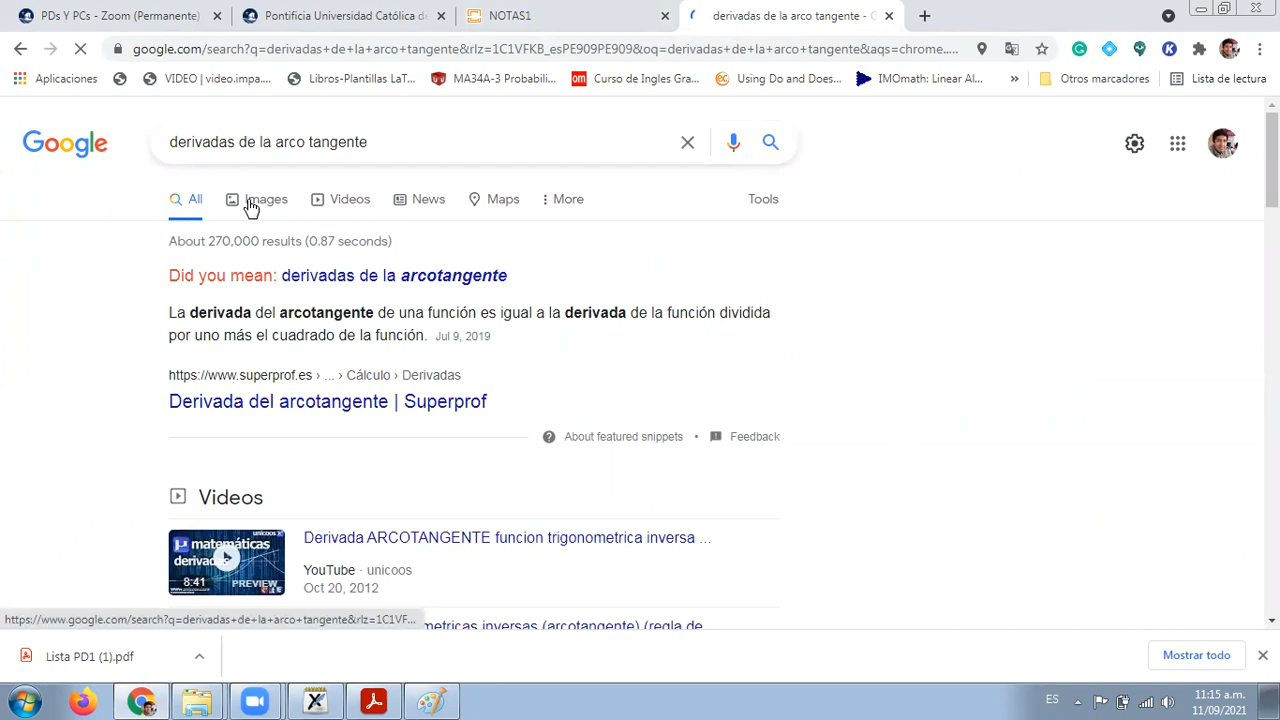 PDs Y PCs - Zoom (Permanente)
Pontificia Universidad Católica de
NOTAS1
derivadas de la arco tangente - G
google.com/search?q=derivadas+de+la+arco+tangente&rlz=1C1VFKB_esPE909PE909&oq=derivadas+de+la+arco+tangente&aqs=chrome....
Aplicaciones
VIDEO | video.impa....
Libros-Plantillas LaT...
MA34A-3 Probabili...
Curso de Ingles Gra...
Using Do and Does...
IMOmath: Linear Al...
»
Otros marcadores
Lista de lectura
Google
derivadas de la arco tangente
All
Images
Videos
News
Maps
More
Tools
About 270,000 results (0.87 seconds)
Did you mean: derivadas de la arcotangente
La derivada del arcotangente de una función es igual a la derivada de la función dividida
por uno más el cuadrado de la función. Jul 9, 2019
https://www.superprof.es › ... › Cálculo › Derivadas
Derivada del arcotangente | Superprof
About featured snippets • Feedback
Videos
Derivada ARCOTANGENTE funcion trigonometrica inversa ...
unicoos
matemáticas
derivadas
8:41
PREVIEW
YouTube · unicoos
Oct 20, 2012
https://www.google.com/search?q=derivadas+de+la+arco+tangente&rlz=1C1VF...
metricas inversas (arcotangente) (regla de
Lista PD1 (1).pdf
Mostrar todo
ES
11:15 a.m.
11/09/2021